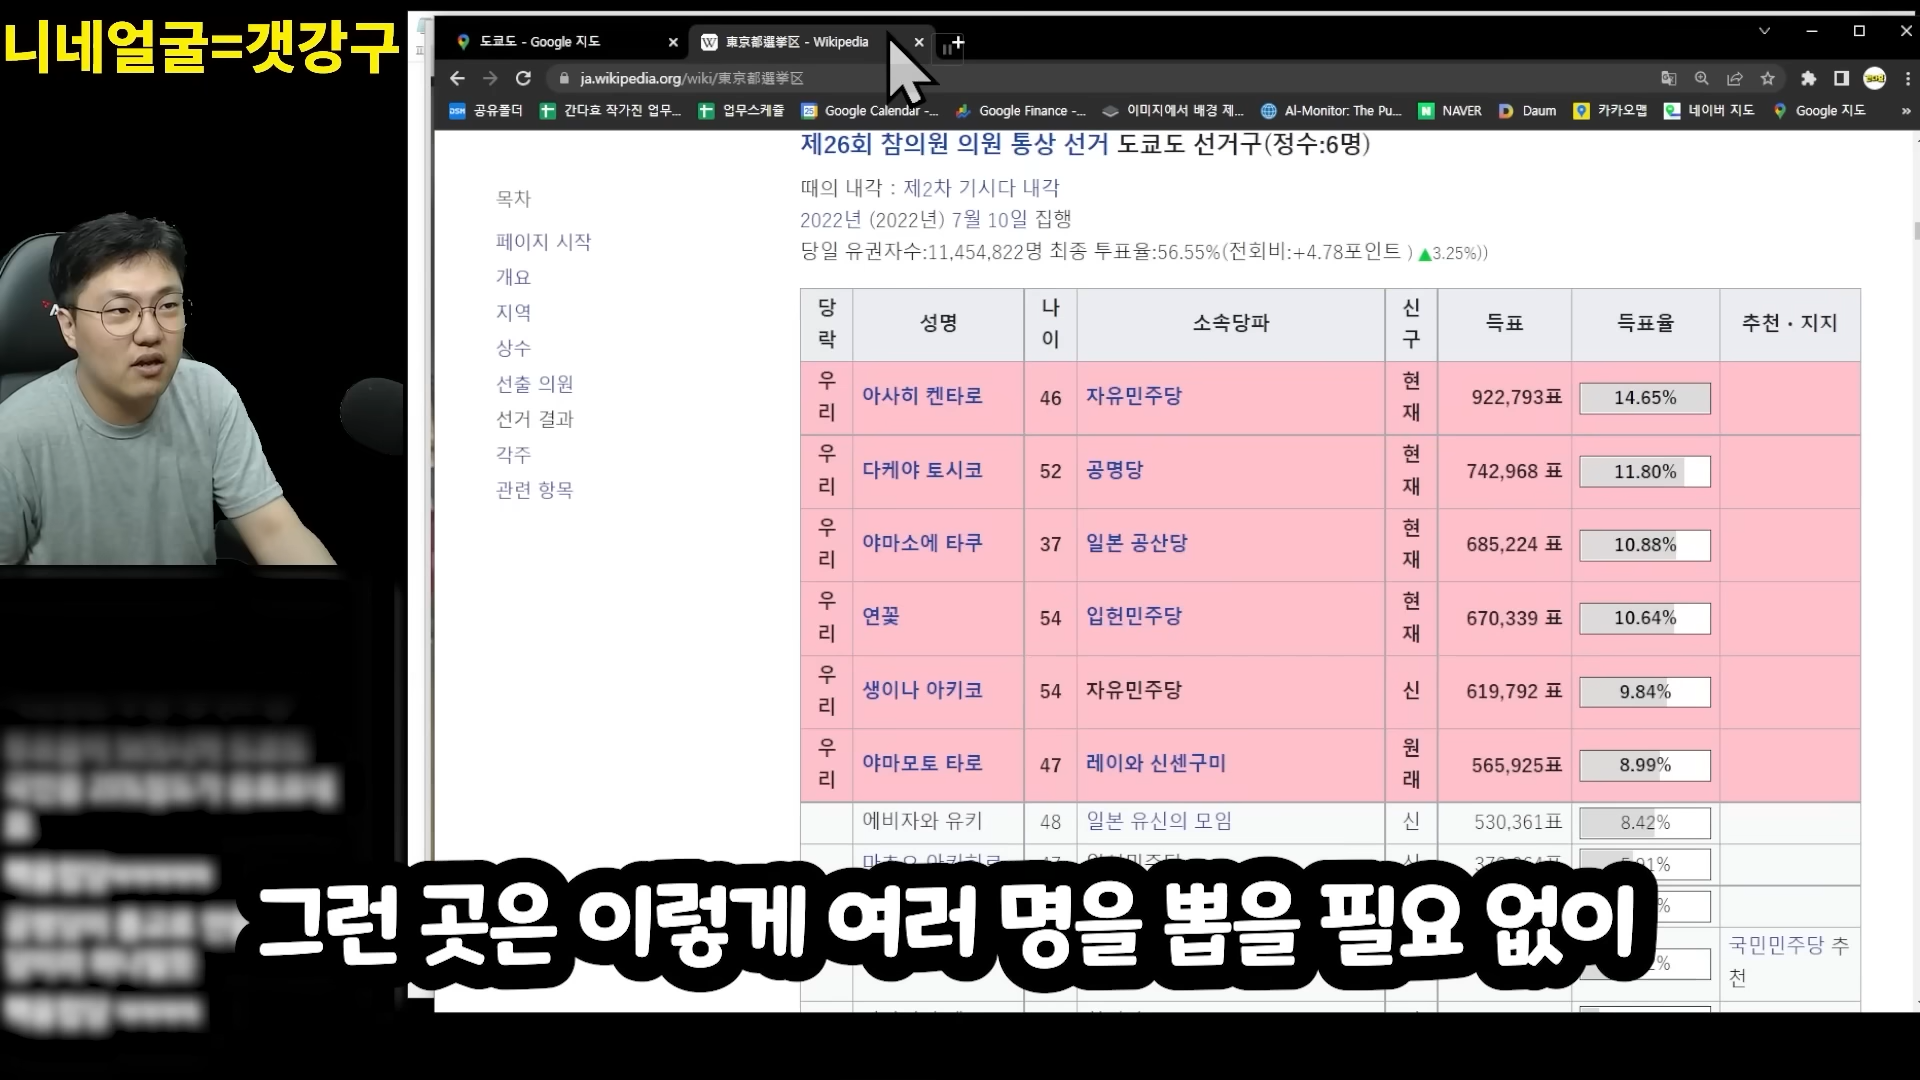 니네얼굴=갯강구
도쿄도 - Google 지도
東京都選挙区 - Wikipedia
ja.wikipedia.org/wiki/東京都選挙区
공유폴더
간다효 작가진 업무...
업무스케쥴
Google Calendar -...
Google Finance -...
이미지에서 배경 제...
Al-Monitor: The Pu...
NAVER
Daum
카카오맵
네이버 지도
Google 지도
목차
페이지 시작
개요
지역
상수
선출 의원
선거 결과
각주
관련 항목
제26회 참의원 의원 통상 선거 도쿄도 선거구(정수:6명)
때의 내각 : 제2차 기시다 내각
2022년 (2022년) 7월 10일 집행
당일 유권자수:11,454,822명 최종 투표율:56.55%(전회비:+4.78포인트 ) ▲3.25%))
당락 성명 나이 소속당파 신구 득표 득표율 추천・지지
우리 아사히 켄타로 46 자유민주당 현재 922,793표 14.65%
우리 다케야 토시코 52 공명당 현재 742,968 표 11.80%
우리 야마소에 타쿠 37 일본 공산당 현재 685,224 표 10.88%
우리 연꽃 54 입헌민주당 현재 670,339 표 10.64%
우리 생이나 아키코 54 자유민주당 신 619,792 표 9.84%
우리 야마모토 타로 47 레이와 신센구미 원래 565,925표 8.99%
에비자와 유키 48 일본 유신의 모임 신 530,361표 8.42%
국민민주당 추천
그런 곳은 이렇게 여러 명을 뽑을 필요 없이